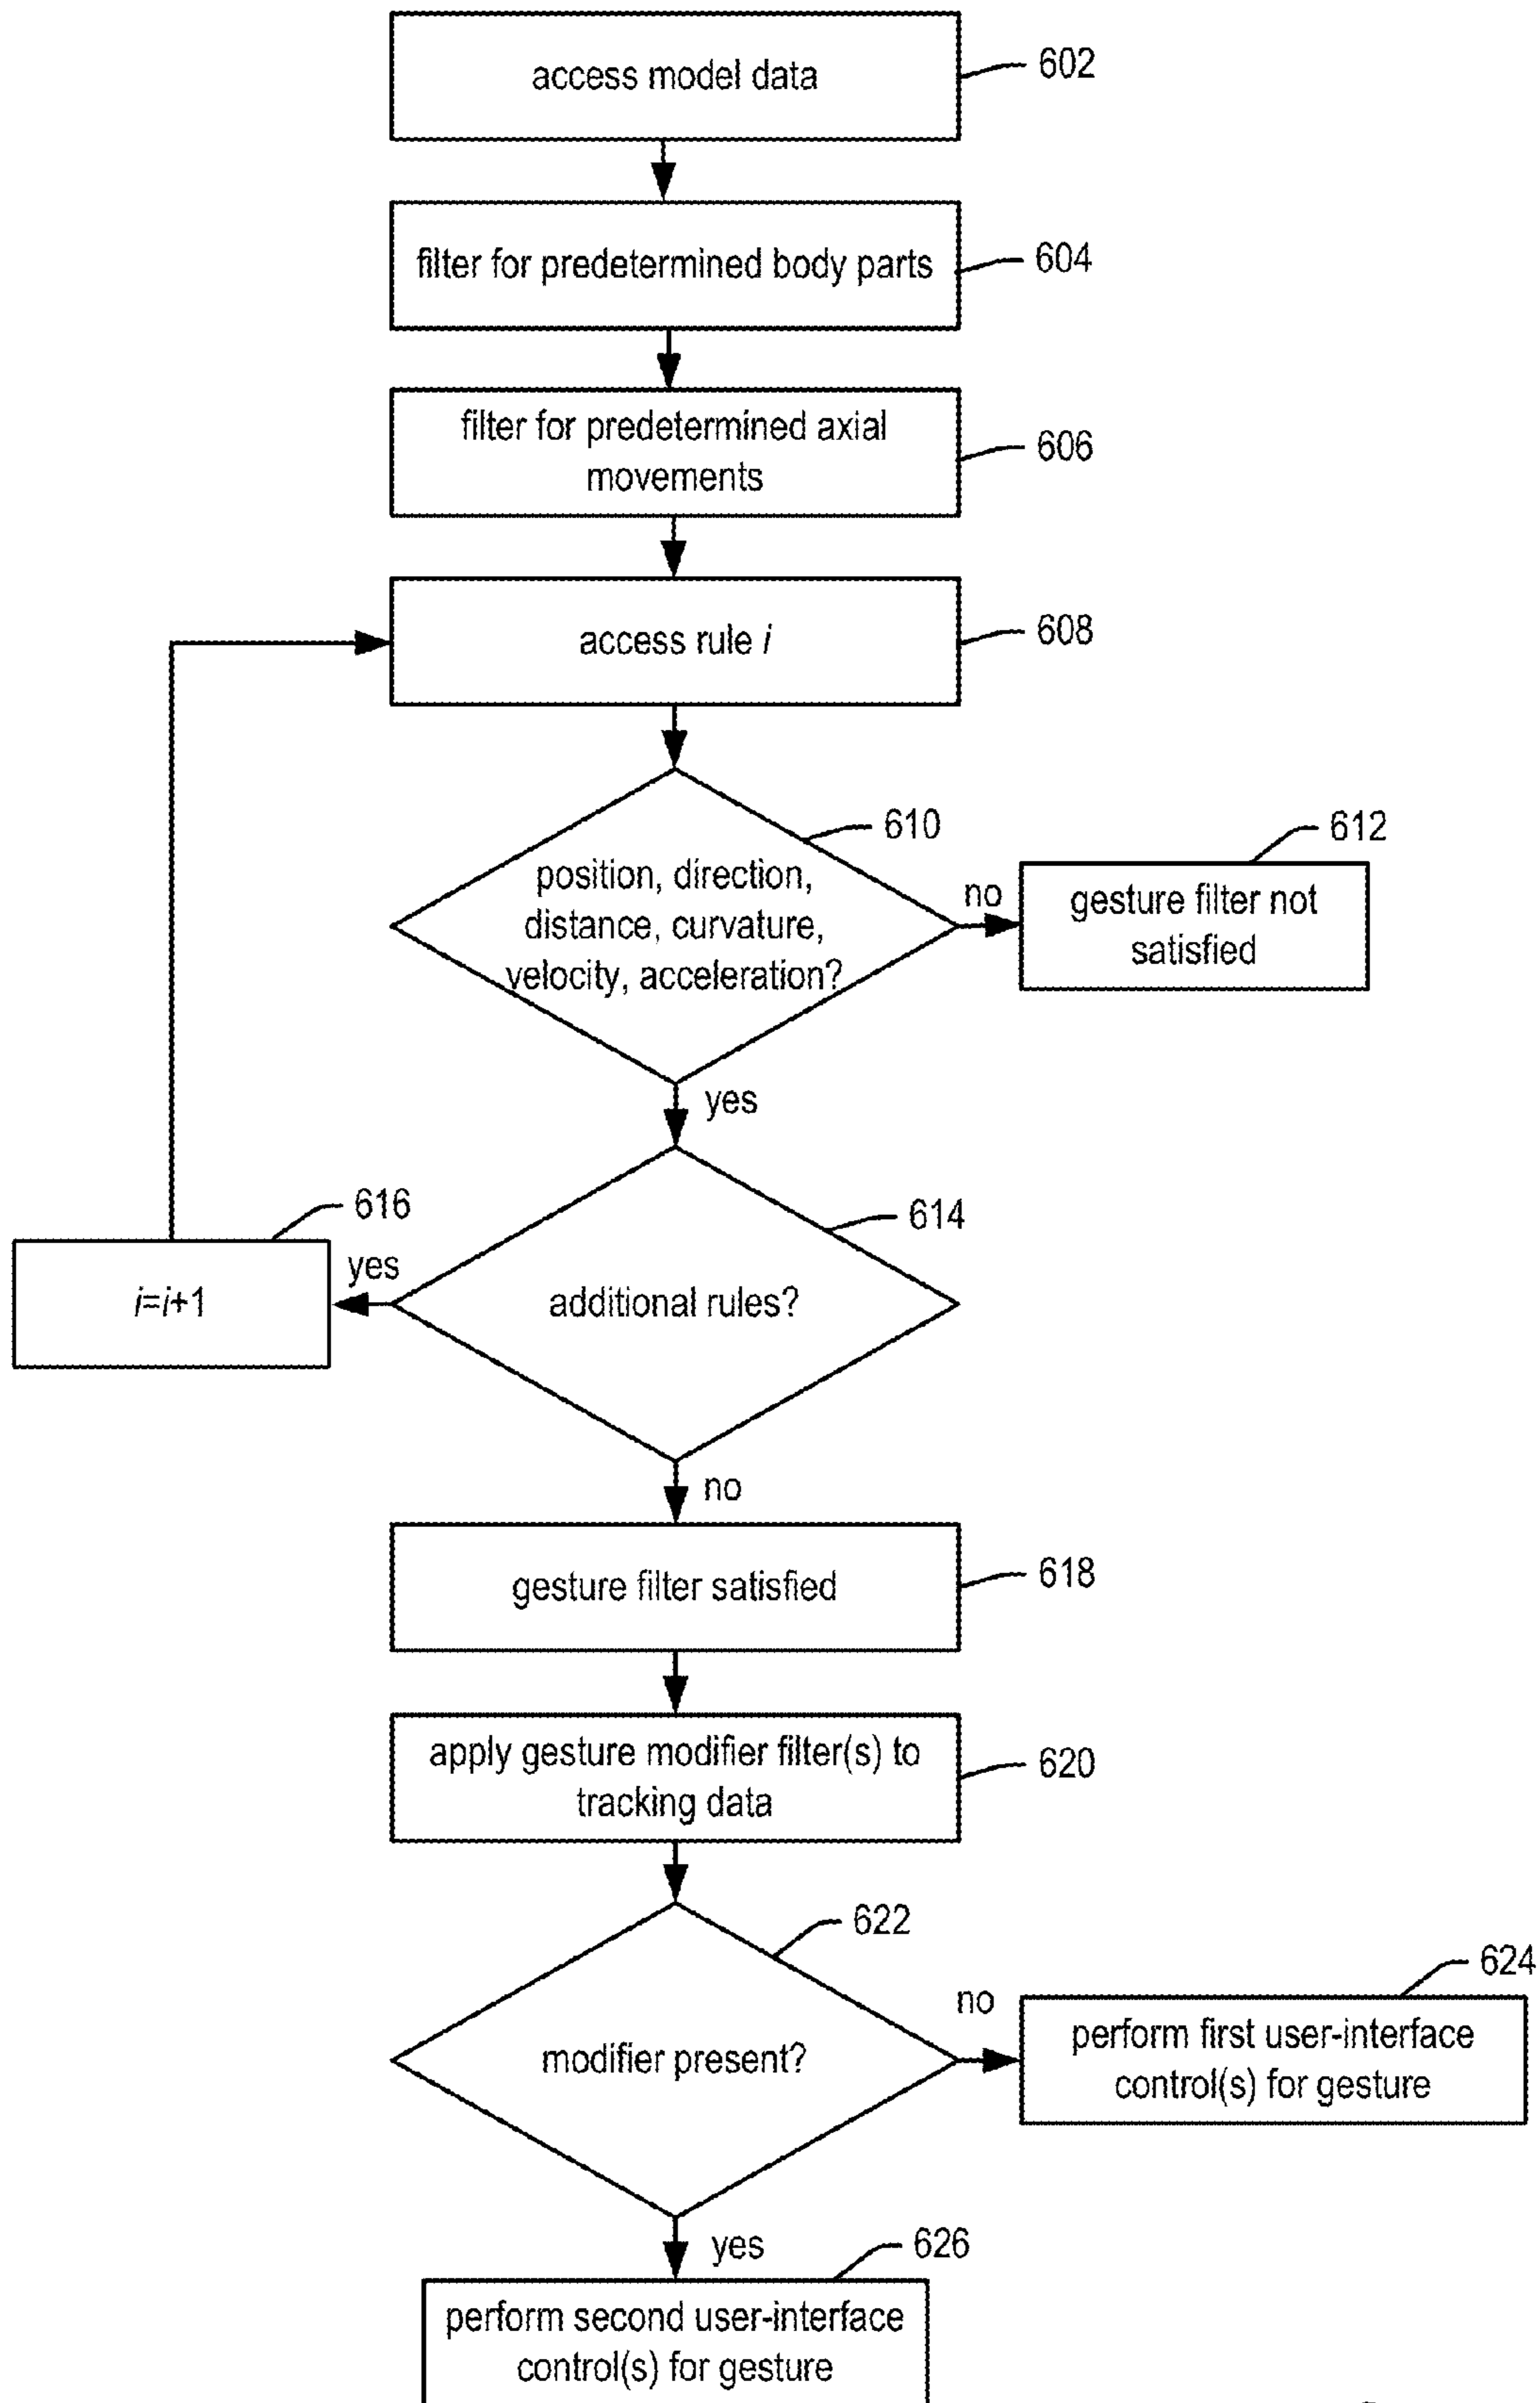 access model data
602
filter for predetermined body parts
604
filter for predetermined axial
movements
606
access rule i
608
position, direction,
distance, curvature,
velocity, acceleration?
610
no
gesture filter not
satisfied
612
yes
additional rules?
614
yes
i=i+1
616
no
gesture filter satisfied
618
apply gesture modifier filter(s) to
tracking data
620
modifier present?
622
no
perform first user-interface
control(s) for gesture
624
yes
perform second user-interface
control(s) for gesture
626